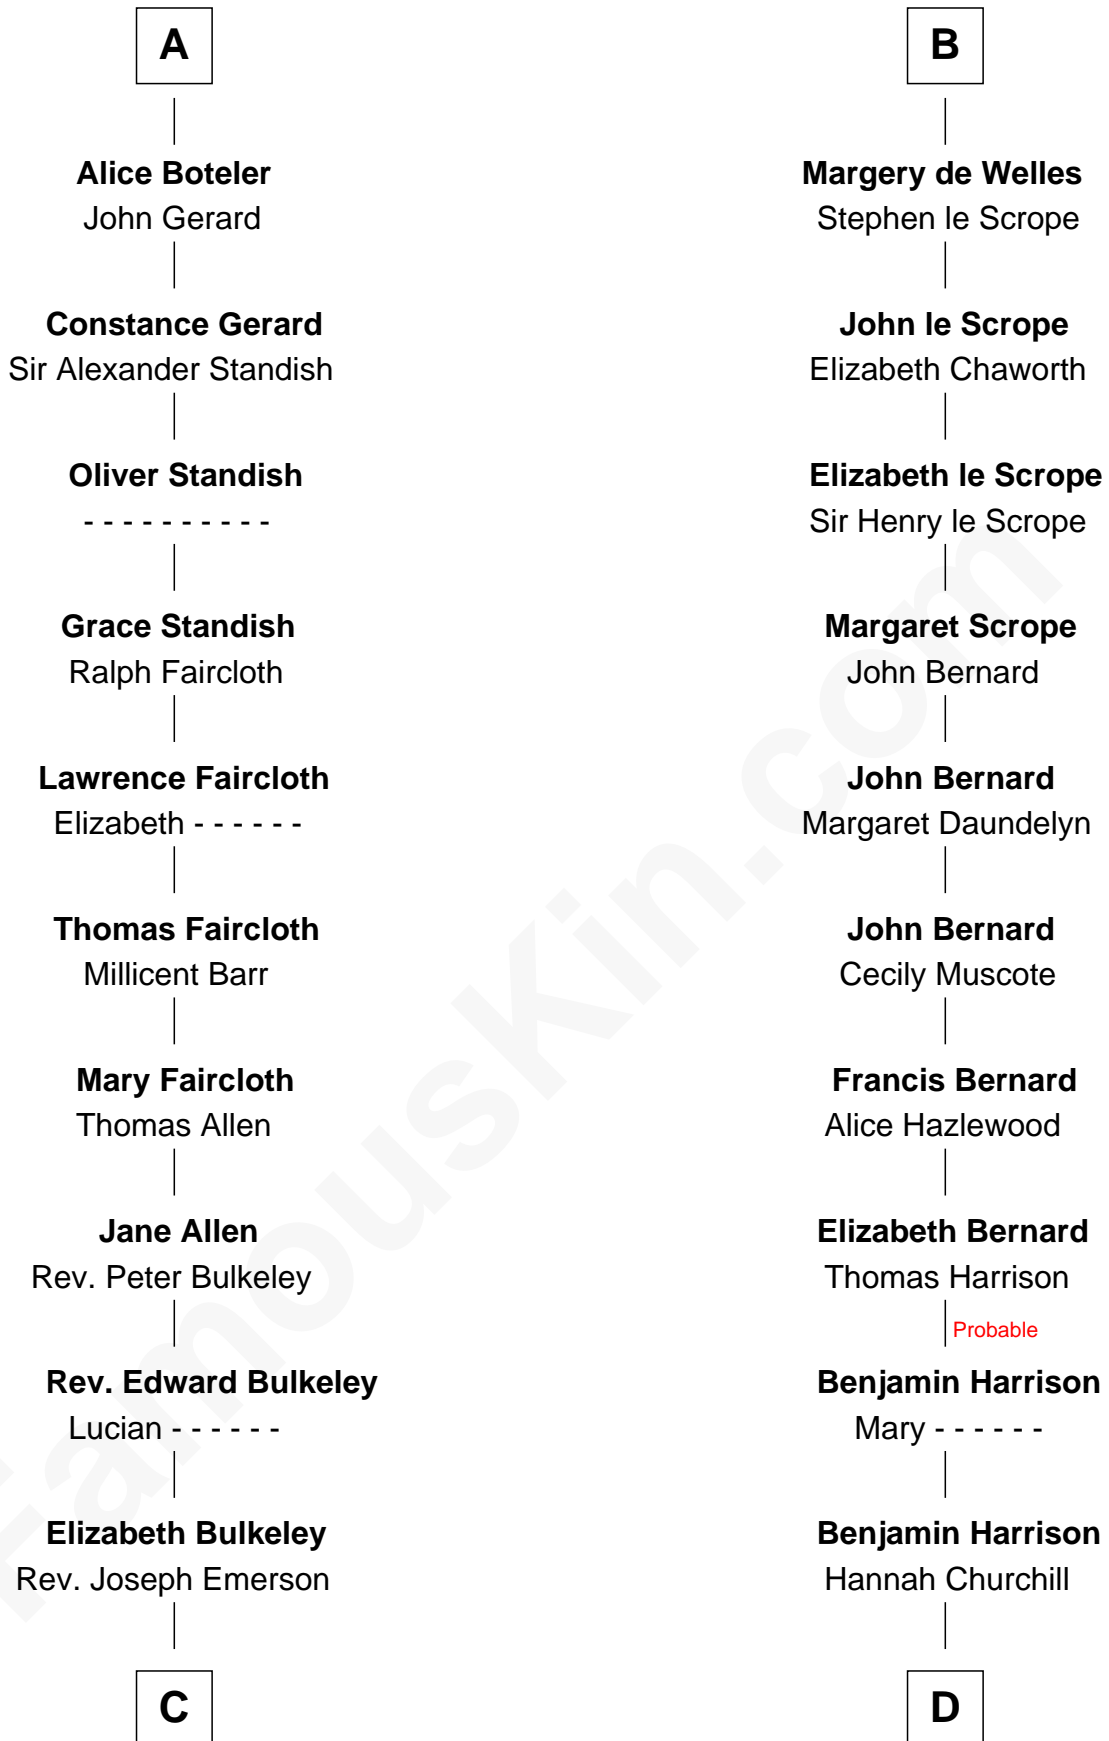 A
Alice Boteler
John Gerard
Constance Gerard
Sir Alexander Standish
Oliver Standish
- - - - - - - - - -
Grace Standish
Ralph Faircloth
Lawrence Faircloth
Elizabeth - - - - - -
Thomas Faircloth
Millicent Barr
Mary Faircloth
Thomas Allen
Jane Allen
Rev. Peter Bulkeley
Rev. Edward Bulkeley
Lucian - - - - - -
Elizabeth Bulkeley
Rev. Joseph Emerson
C
B
Margery de Welles
Stephen le Scrope
John le Scrope
Elizabeth Chaworth
Elizabeth le Scrope
Sir Henry le Scrope
Margaret Scrope
John Bernard
John Bernard
Margaret Daundelyn
John Bernard
Cecily Muscote
Francis Bernard
Alice Hazlewood
Elizabeth Bernard
Thomas Harrison
Probable
Benjamin Harrison
Mary - - - - - -
Benjamin Harrison
Hannah Churchill
D
FamousKin.com